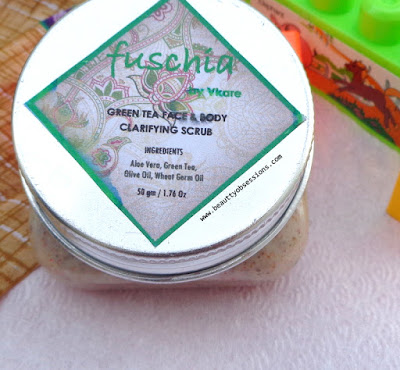 fuschia
by Vkare
GREEN TEA FACE & BODY
CLARIFYING SCRUB
INGREDIENTS
Aloe Vera, Green Tea,
Olive Oil, Wheat Germ Oil
50 gm / 1.76 Oz
www.beauttyobsessions.com